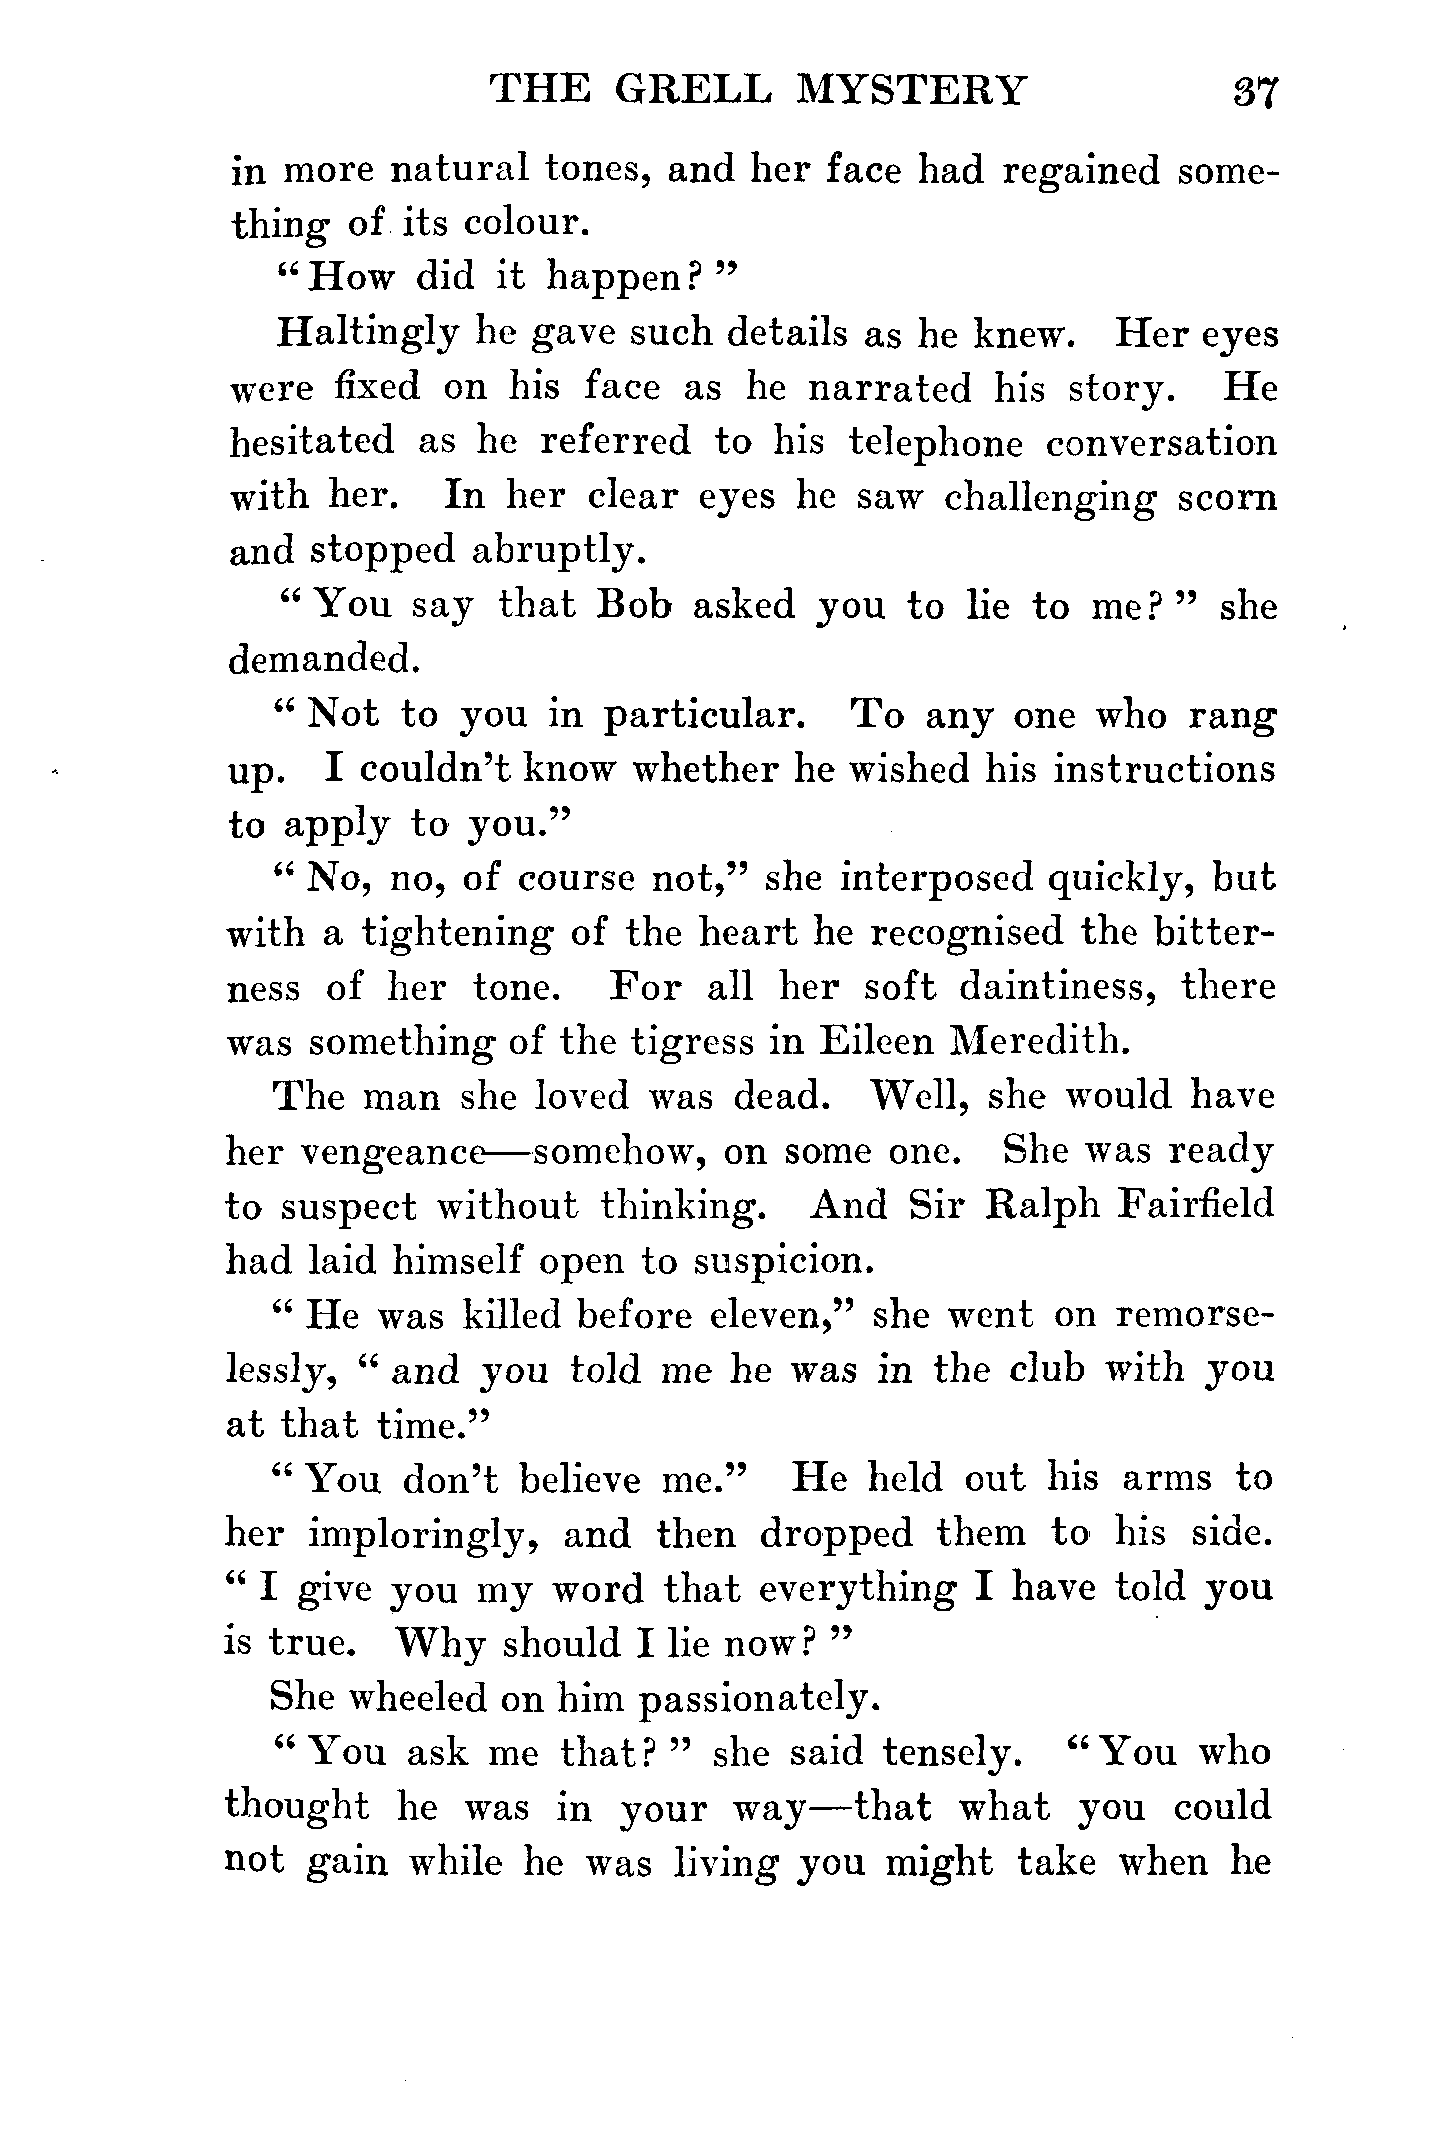 THE GRELL MYSTERY 37
in more natural tones, and her face had regained some-
thing of its colour.
“How did it happen?”
Haltingly he gave such details as he knew. Her eyes
were fixed on his face as he narrated his story. He
hesitated as he referred to his telephone conversation
with her. In her clear eyes he saw challenging scorn
and stopped abruptly.
“You say that Bob asked you to lie to me?” she
demanded.
“Not to you in particular. To any one who rang
up. I couldn’t know whether he wished his instructions
to apply to you.”
“No, no, of course not,” she interposed quickly, but
with a tightening of the heart he recognised the bitter-
ness of her tone. For all her soft daintiness, there
was something of the tigress in Eileen Meredith.
The man she loved was dead. Well, she would have
her vengeance—somehow, on some one. She was ready
to suspect without thinking. And Sir Ralph Fairfield
had laid himself open to suspicion.
“He was killed before eleven,” she went on remorse-
lessly, “and you told me he was in the club with you
at that time.”
“You don’t believe me.” He held out his arms to
her imploringly, and then dropped them to his side.
“I give you my word that everything I have told you
is true. Why should I lie now?”
She wheeled on him passionately.
“You ask me that?” she said tensely. “You who
thought he was in your way—that what you could
not gain while he was living you might take when he